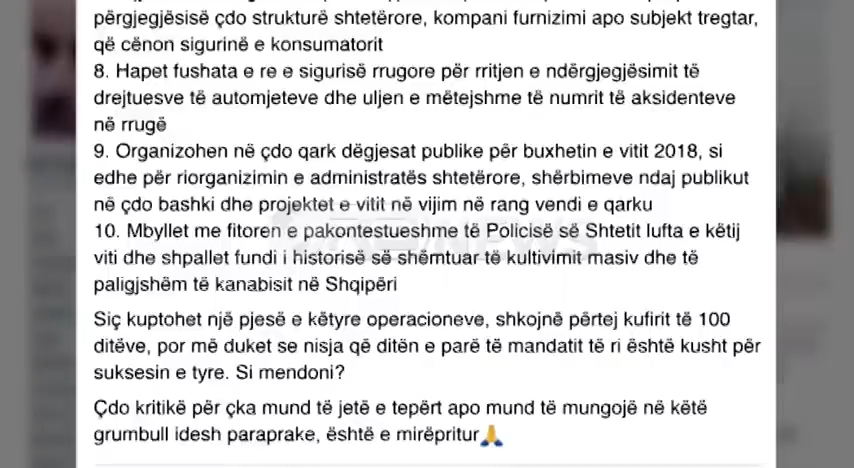 përgjegjësisë çdo strukturë shtetërore, kompani furnizimi apo subjekt tregtar,
që cënon sigurinë e konsumatorit
8. Hapet fushata e re e sigurisë rrugore për rritjen e ndërgjegjësimit të
drejtuesve të automjeteve dhe uljen e mëtejshme të numrit të aksidenteve
në rrugë
9. Organizohen në çdo qark dëgjesat publike për buxhetin e vitit 2018, si
edhe për riorganizimin e administratës shtetërore, shërbimeve ndaj publikut
në çdo bashki dhe projektet e vitit në vijim në rang vendi e qarku
10. Mbyllet me fitoren e pakontestueshme të Policisë së Shtetit lufta e këtij
viti dhe shpallet fundi i historisë së shëmtuar të kultivimit masiv dhe të
paligjshëm të kanabisit në Shqipëri
Siç kuptohet një pjesë e këtyre operacioneve, shkojnë përtej kufirit të 100
ditëve, por më duket se nisja që ditën e parë të mandatit të ri është kusht për
suksesin e tyre. Si mendoni?
Çdo kritikë për çka mund të jetë e tepërt apo mund të mungojë në këtë
grumbull idesh paraprake, është e mirëpritur🙏